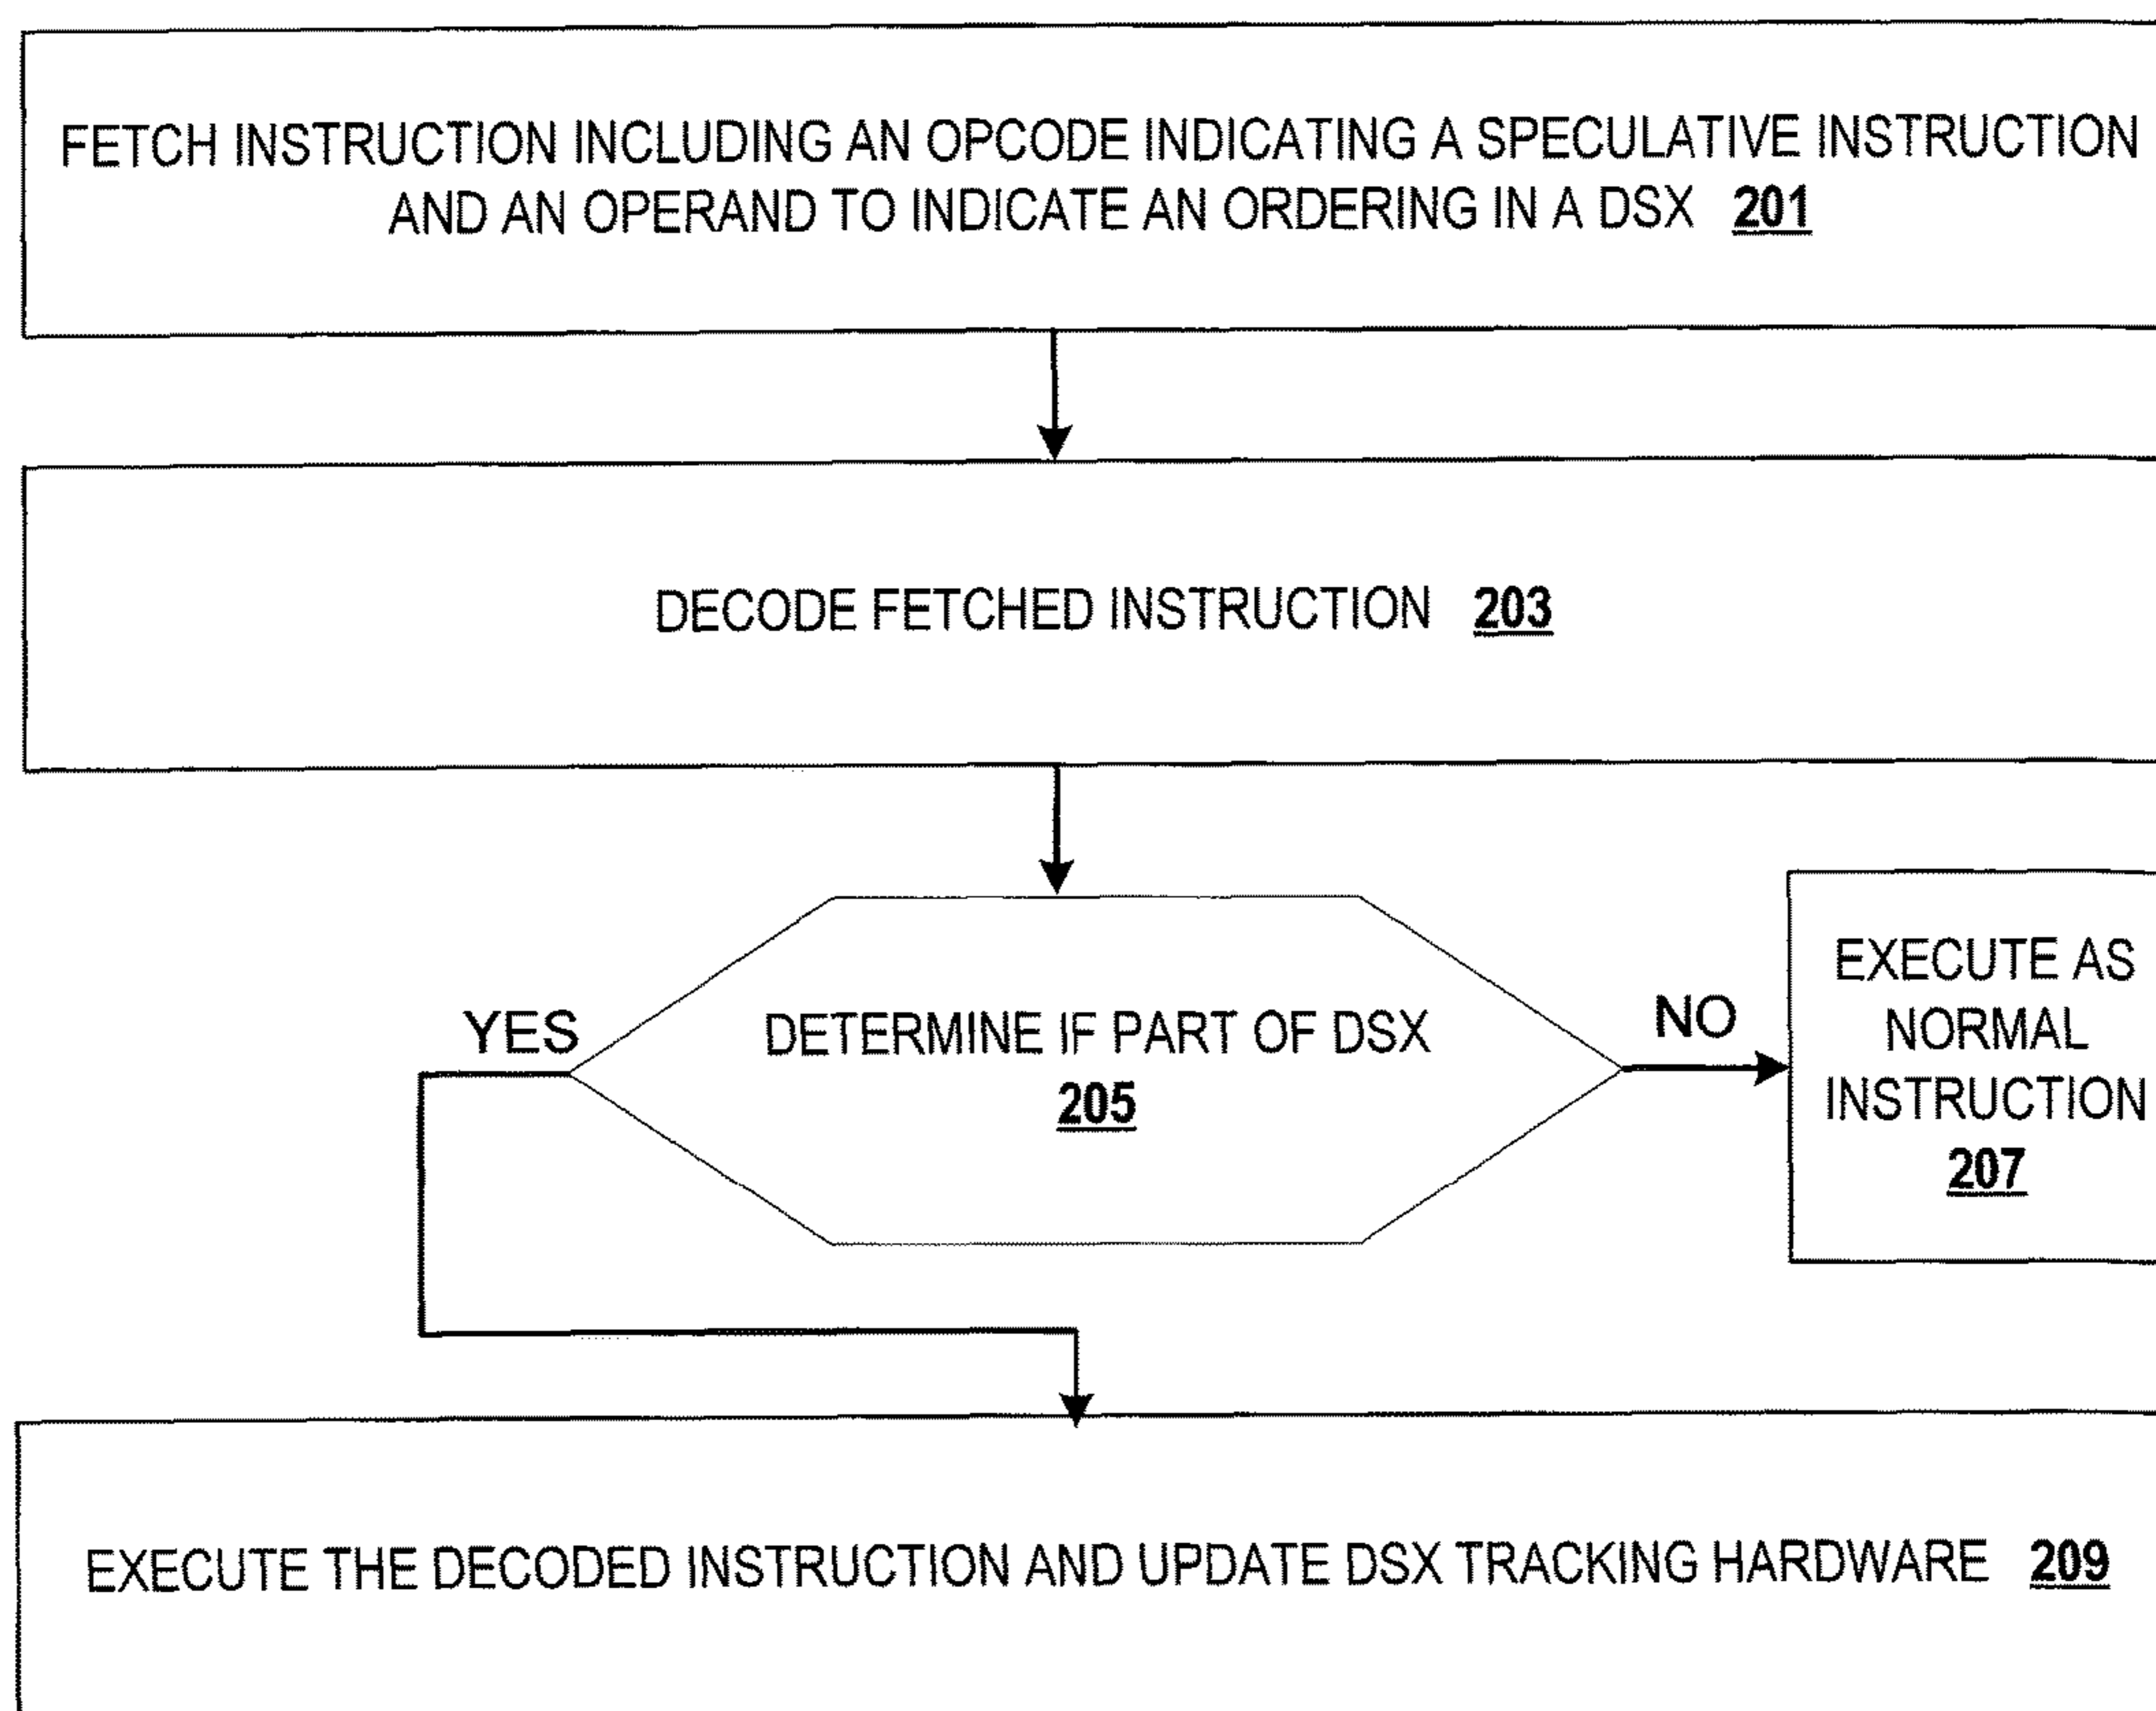 FETCH INSTRUCTION INCLUDING AN OPCODE INDICATING A SPECULATIVE INSTRUCTION
AND AN OPERAND TO INDICATE AN ORDERING IN A DSX 201
DECODE FETCHED INSTRUCTION 203
YES
DETERMINE IF PART OF DSX
205
NO
EXECUTE AS
NORMAL
INSTRUCTION
207
EXECUTE THE DECODED INSTRUCTION AND UPDATE DSX TRACKING HARDWARE 209